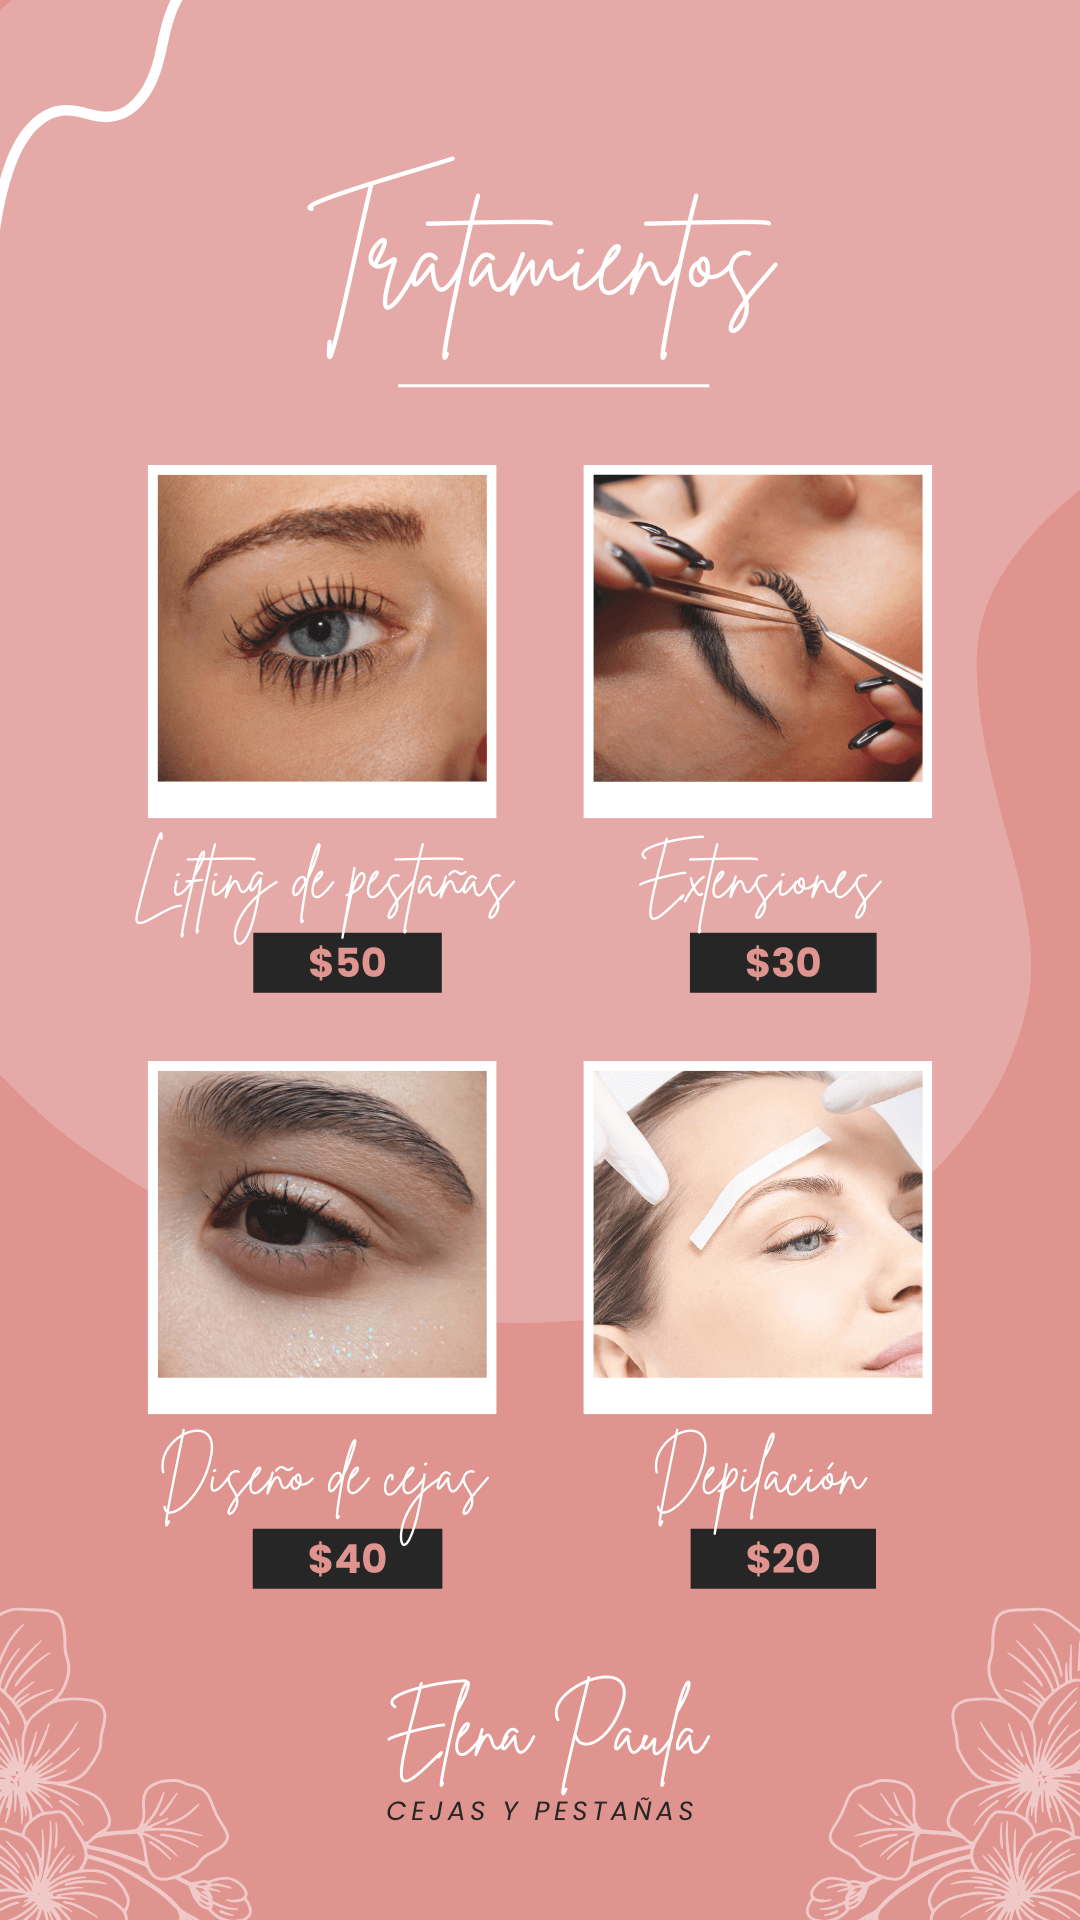 Tratamientos
Lifting de pestañas
$50
Extensiones
$30
Diseño de cejas
$40
Depilación
$20
Elena Paula
CEJAS Y PESTAÑAS